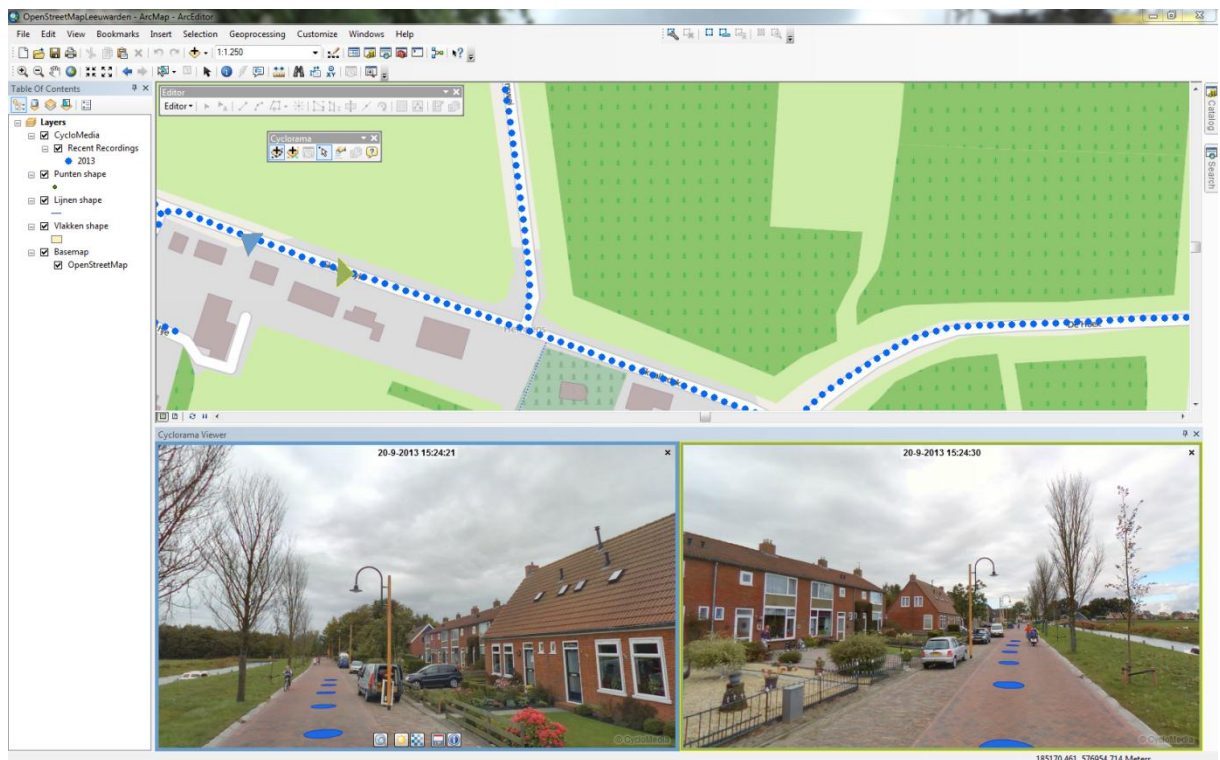 OpenStreetMapLeeuwarden - ArcMap - ArcEditor
File Edit View Bookmarks Insert Selection Geoprocessing Customize Windows Help
1:1.250
Table Of Contents
Layers
CycloMedia
Recent Recordings
2013
Punten shape
Lijnen shape
Vlakken shape
Basemap
OpenStreetMap
Editor
Editor
Cyclorama
De Hoek
Catalog
Search
Cyclorama Viewer
20-9-2013 15:24:21
© CycloMedia
20-9-2013 15:24:30
© CycloMedia
185170,461 576954,714 Meters